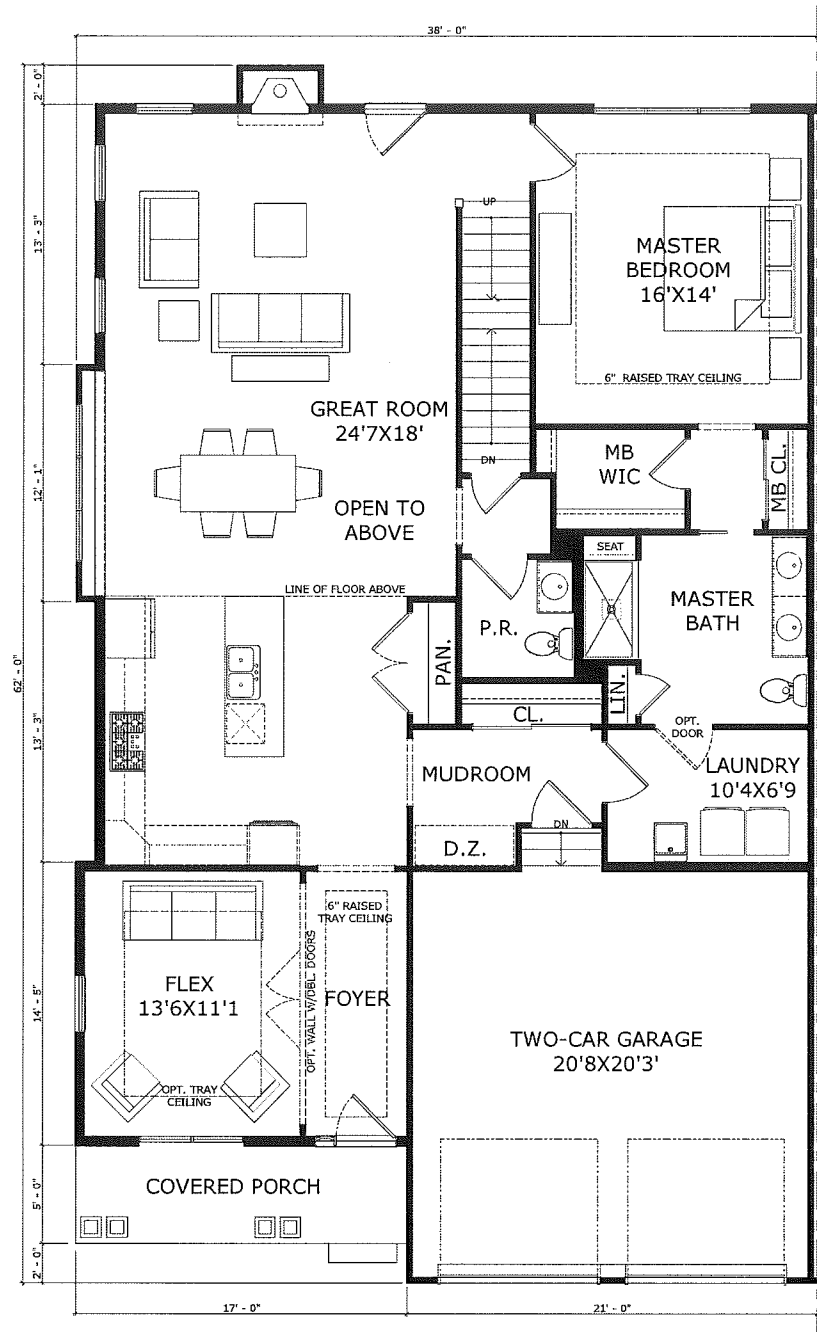 38' - 0"
2' - 0"
13' - 3"
12' - 1"
62' - 0"
13' - 3"
14' - 5"
5' - 0"
2' - 0"
UP
MASTER
BEDROOM
16'X14'
6" RAISED TRAY CEILING
GREAT ROOM
24'7X18'
DN
MB
WIC
MB CL.
OPEN TO
ABOVE
SEAT
LINE OF FLOOR ABOVE
MASTER
BATH
P.R.
PAN.
LIN.
CL.
OPT.
DOOR
MUDROOM
LAUNDRY
10'4X6'9
DN
D.Z.
6" RAISED
TRAY CEILING
FLEX
13'6X11'1
OPT. WALL W/DBL. DOORS
FOYER
TWO-CAR GARAGE
20'8X20'3'
OPT. TRAY
CEILING
COVERED PORCH
17' - 0"
21' - 0"